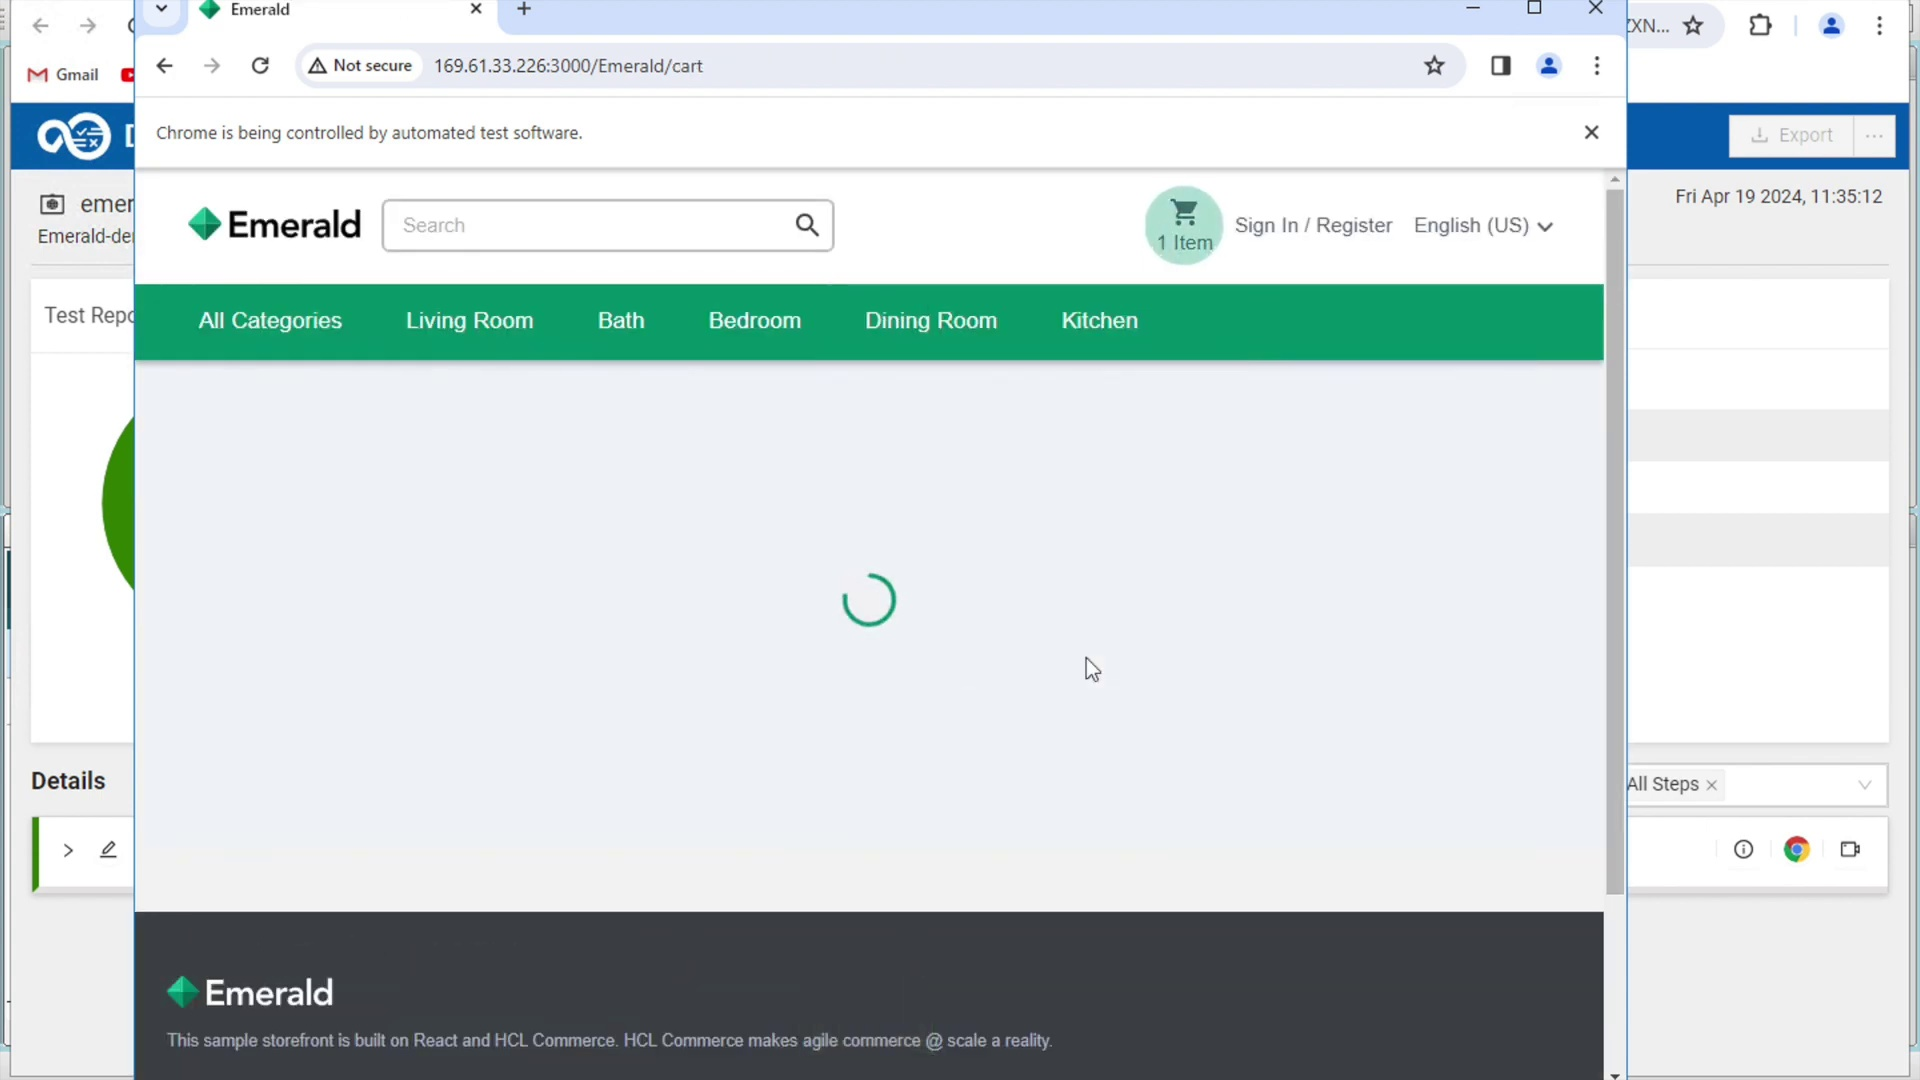 Emerald
ZXN...
Gmail
Not secure 169.61.33.226:3000/Emerald/cart
Chrome is being controlled by automated test software.
Export
Emerald
Search
1 Item
Sign In / Register
English (US)
Fri Apr 19 2024, 11:35:12
emer
Emerald-de
Test Repo
All Categories
Living Room
Bath
Bedroom
Dining Room
Kitchen
Details
All Steps
Emerald
This sample storefront is built on React and HCL Commerce. HCL Commerce makes agile commerce @ scale a reality.